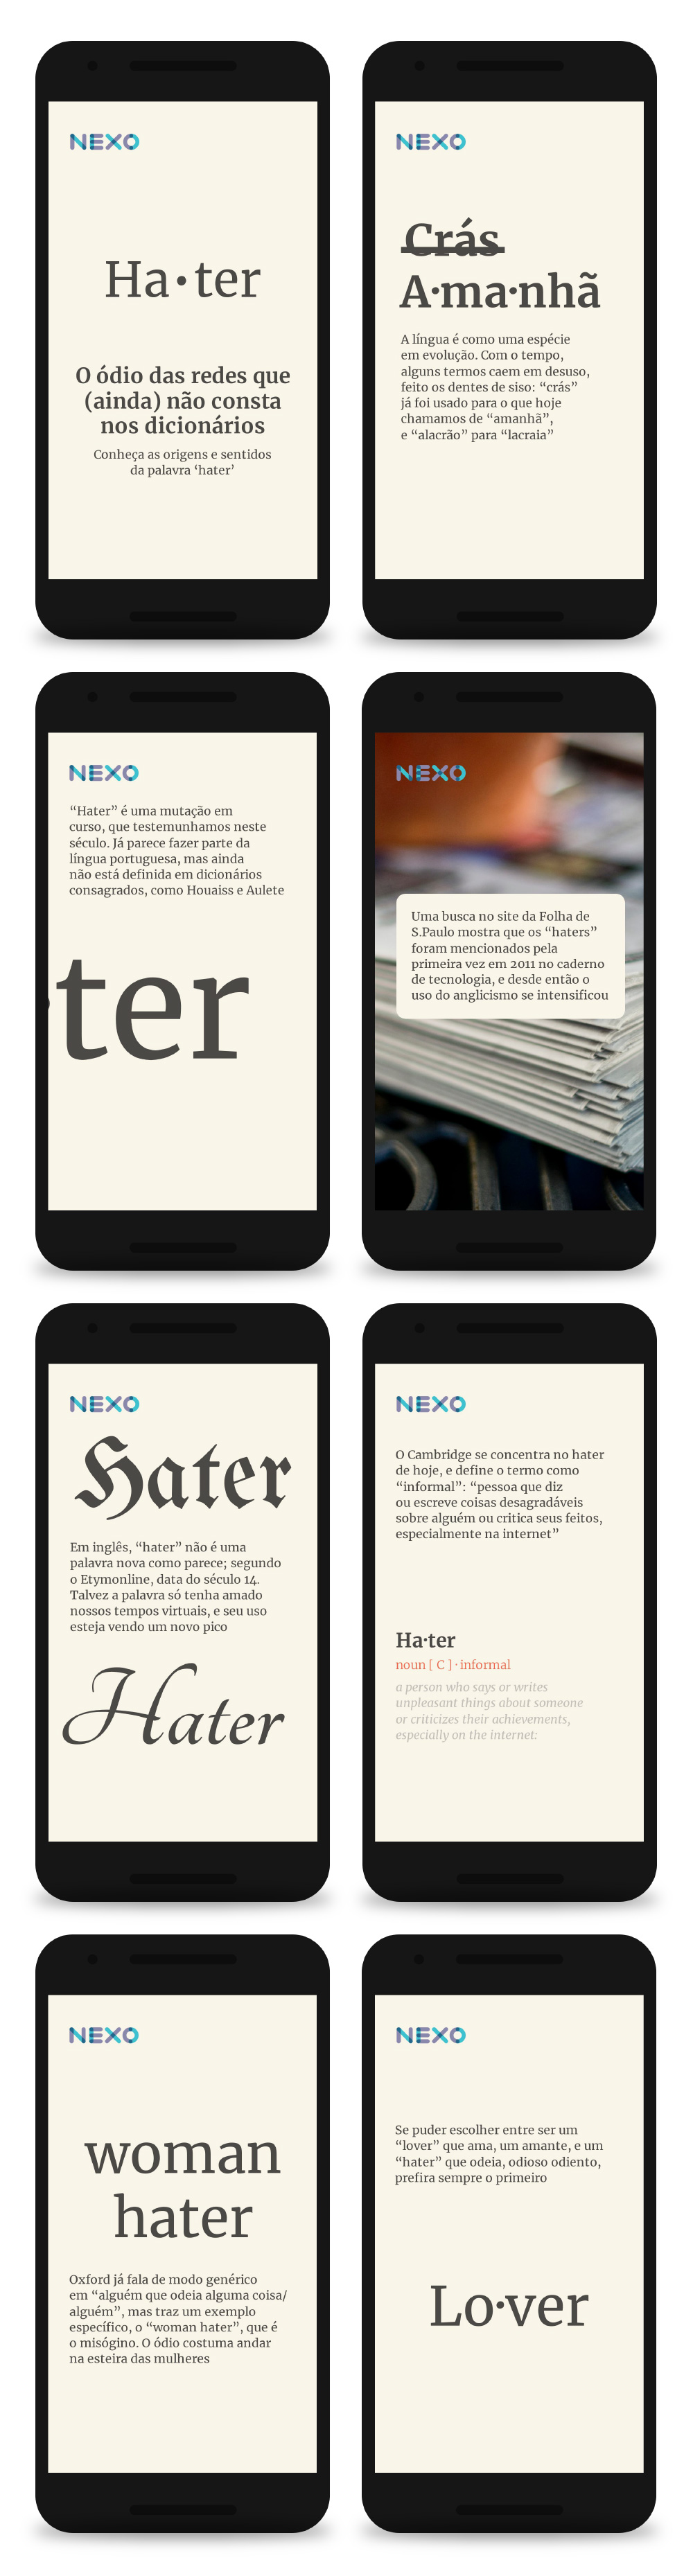 NEXO
Ha·ter
O ódio das redes que
(ainda) não consta
nos dicionários
Conheça as origens e sentidos
da palavra ‘hater’
NEXO
Crás
A·ma·nhã
A língua é como uma espécie
em evolução. Com o tempo,
alguns termos caem em desuso,
feito os dentes de siso: “crás”
já foi usado para o que hoje
chamamos de “amanhã”,
e “alacrão” para “lacraia”
NEXO
“Hater” é uma mutação em
curso, que testemunhamos neste
século. Já parece fazer parte da
língua portuguesa, mas ainda
não está definida em dicionários
consagrados, como Houaiss e Aulete
ter
NEXO
Uma busca no site da Folha de
S.Paulo mostra que os “haters”
foram mencionados pela
primeira vez em 2011 no caderno
de tecnologia, e desde então o
uso do anglicismo se intensificou
NEXO
Hater
Em inglês, “hater” não é uma
palavra nova como parece; segundo
o Etymonline, data do século 14.
Talvez a palavra só tenha amado
nossos tempos virtuais, e seu uso
esteja vendo um novo pico
Hater
NEXO
O Cambridge se concentra no hater
de hoje, e define o termo como
“informal”: “pessoa que diz
ou escreve coisas desagradáveis
sobre alguém ou critica seus feitos,
especialmente na internet”
Ha·ter
noun [ C ] · informal
a person who says or writes
unpleasant things about someone
or criticizes their achievements,
especially on the internet:
NEXO
woman
hater
Oxford já fala de modo genérico
em “alguém que odeia alguma coisa/
alguém”, mas traz um exemplo
específico, o “woman hater”, que é
o misógino. O ódio costuma andar
na esteira das mulheres
NEXO
Se puder escolher entre ser um
“lover” que ama, um amante, e um
“hater” que odeia, odioso odiento,
prefira sempre o primeiro
Lo·ver